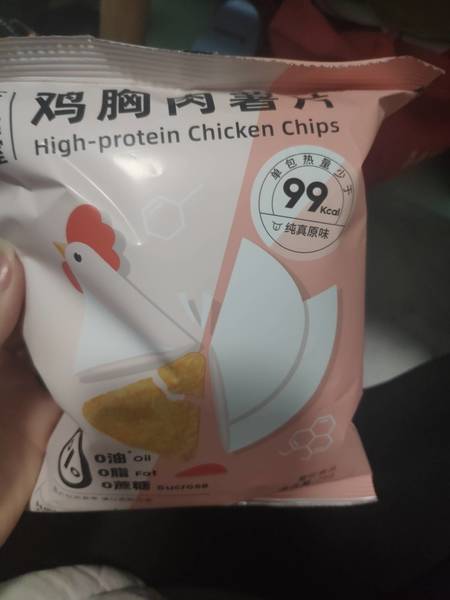 鸡胸肉薯片
High-protein Chicken Chips
单包热量少于
99Kcal
纯真原味
0油* Oil
0脂 Fat
0蔗糖 Sucrose